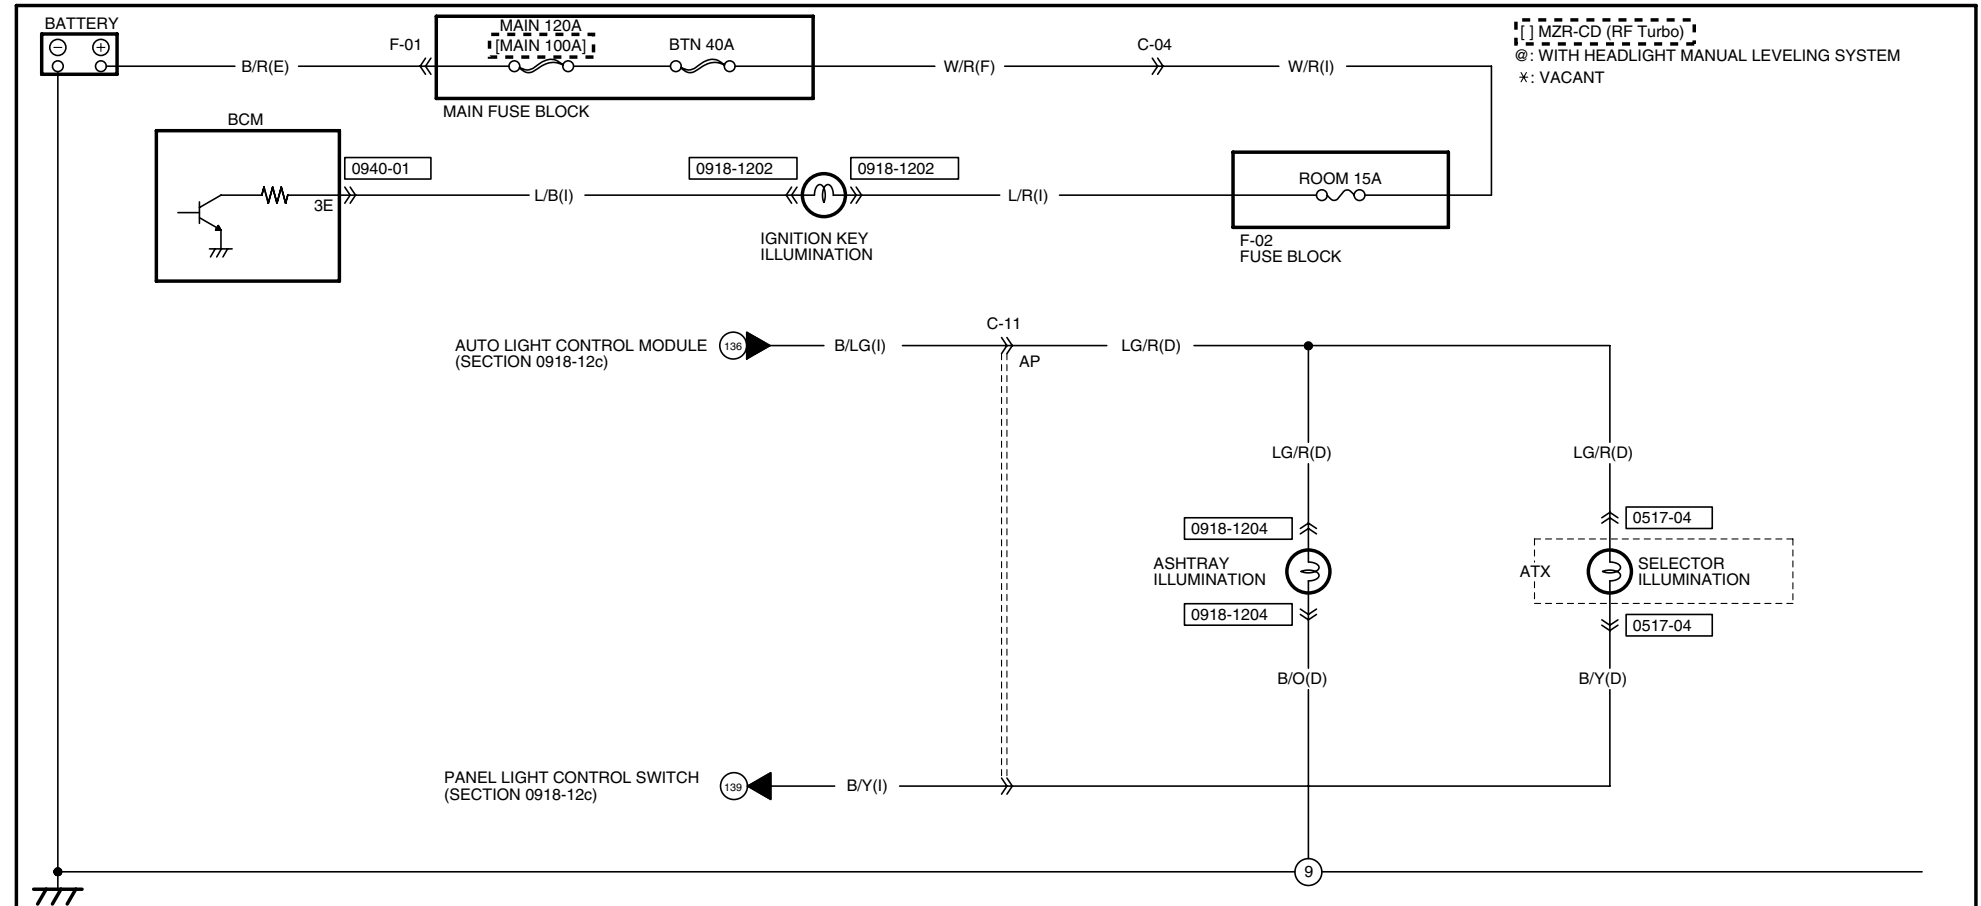 BATTERY
B/R(E)
F-01
MAIN 120A
[MAIN 100A]
BTN 40A
MAIN FUSE BLOCK
W/R(F)
C-04
W/R(I)
[ ] MZR-CD (RF Turbo)
@: WITH HEADLIGHT MANUAL LEVELING SYSTEM
*: VACANT
BCM
3E
0940-01
L/B(I)
0918-1202
0918-1202
IGNITION KEY
ILLUMINATION
L/R(I)
ROOM 15A
F-02
FUSE BLOCK
AUTO LIGHT CONTROL MODULE
(SECTION 0918-12c)
136
B/LG(I)
C-11
AP
LG/R(D)
LG/R(D)
LG/R(D)
0918-1204
ASHTRAY
ILLUMINATION
0918-1204
0517-04
ATX
SELECTOR
ILLUMINATION
0517-04
B/O(D)
B/Y(D)
PANEL LIGHT CONTROL SWITCH
(SECTION 0918-12c)
139
B/Y(I)
9